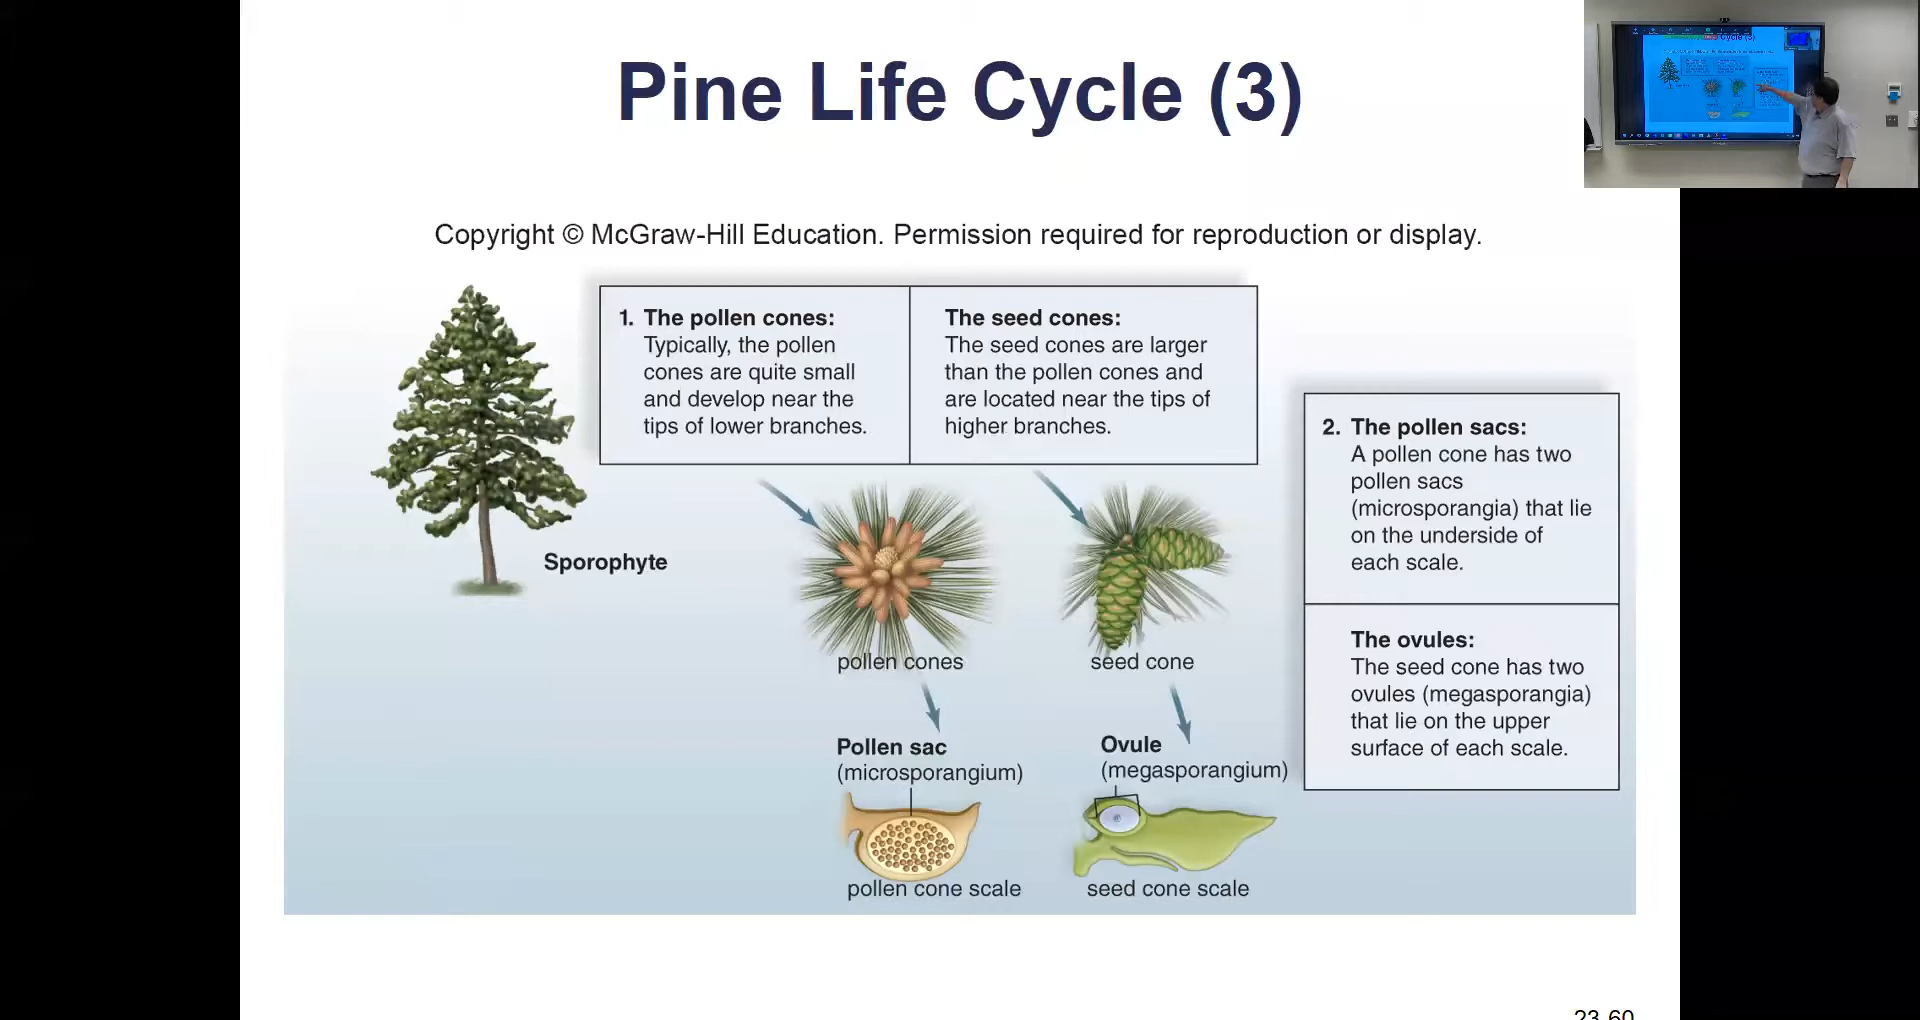 Pine Life Cycle (3)
Copyright © McGraw-Hill Education. Permission required for reproduction or display.
1. The pollen cones:
Typically, the pollen
cones are quite small
and develop near the
tips of lower branches.
The seed cones:
The seed cones are larger
than the pollen cones and
are located near the tips of
higher branches.
2. The pollen sacs:
A pollen cone has two
pollen sacs
(microsporangia) that lie
on the underside of
each scale.
The ovules:
The seed cone has two
ovules (megasporangia)
that lie on the upper
surface of each scale.
Sporophyte
pollen cones
seed cone
Pollen sac
(microsporangium)
Ovule
(megasporangium)
pollen cone scale
seed cone scale
23-60